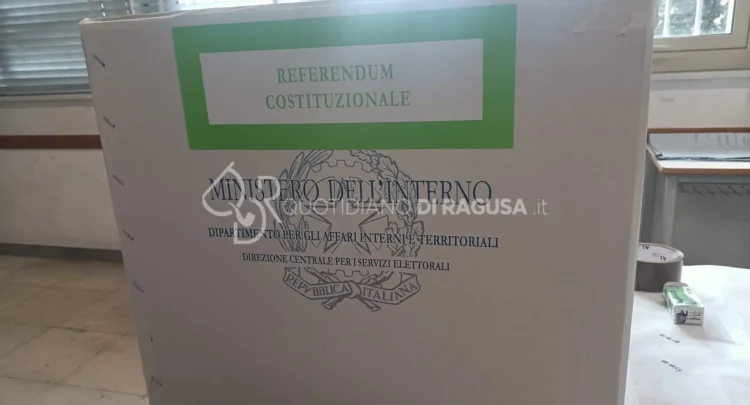 REFERENDUM
COSTITUZIONALE
MINISTERO DELL'INTERNO
QUOTIDIANO DI RAGUSA.it
DIPARTIMENTO PER GLI AFFARI INTERNI E TERRITORIALI
DIREZIONE CENTRALE PER I SERVIZI ELETTORALI
REPVBBLICA ITALIANA